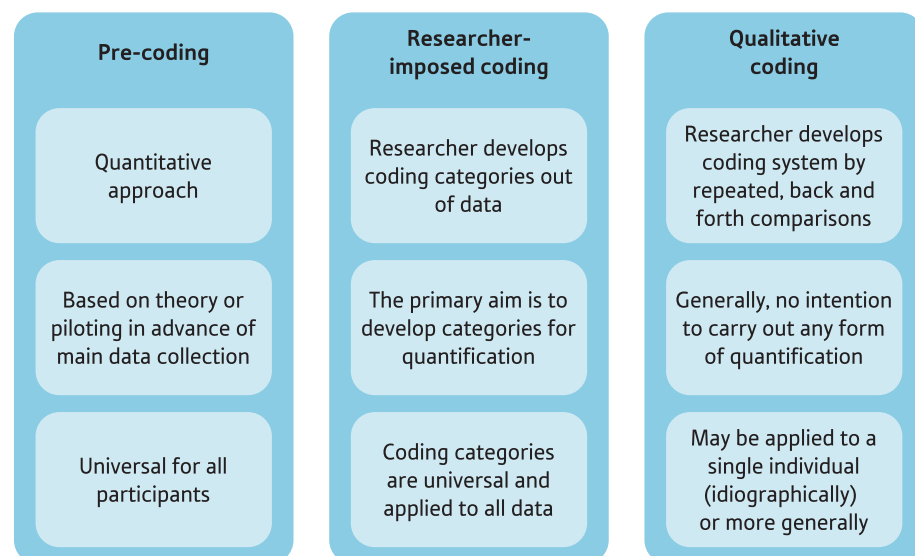 Pre-coding
Quantitative
approach
Based on theory or
piloting in advance of
main data collection
Universal for all
participants
Researcher-
imposed coding
Researcher develops
coding categories out
of data
The primary aim is to
develop categories for
quantification
Coding categories
are universal and
applied to all data
Qualitative
coding
Researcher develops
coding system by
repeated, back and
forth comparisons
Generally, no intention
to carry out any form
of quantification
May be applied to a
single individual
(idiographically)
or more generally